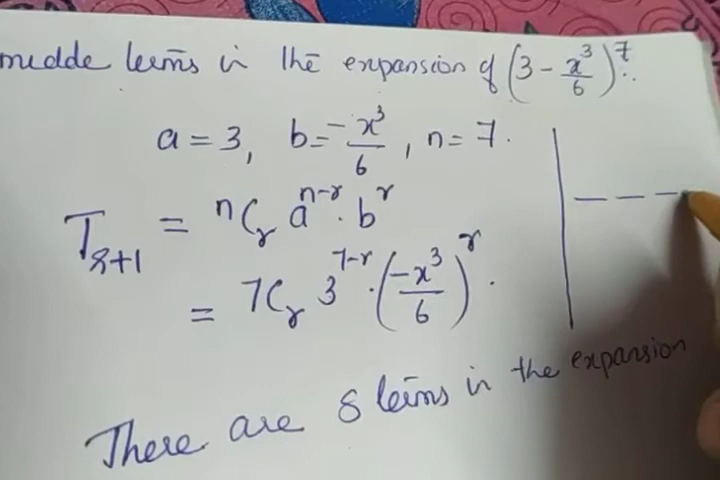 midde terms in the expansion of (3 - x³/6)⁷.
a = 3, b = -x³/6, n = 7.
T_{r+1} = ⁿC_r a^{n-r} . b^r
= 7C_r 3^{7-r} . (-x³/6)^r .
There are 8 terms in the expansion